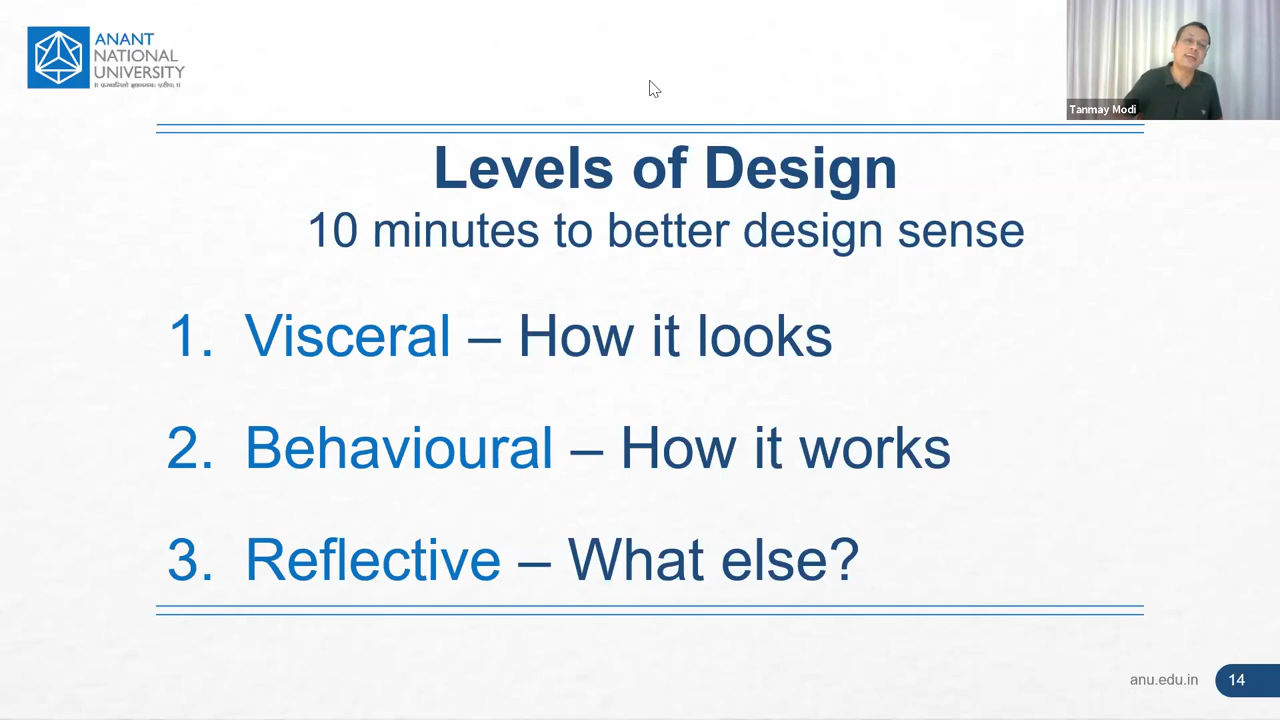 ANANT
NATIONAL
UNIVERSITY
Tanmay Modi
Levels of Design
10 minutes to better design sense
1. Visceral – How it looks
2. Behavioural – How it works
3. Reflective – What else?
anu.edu.in 14